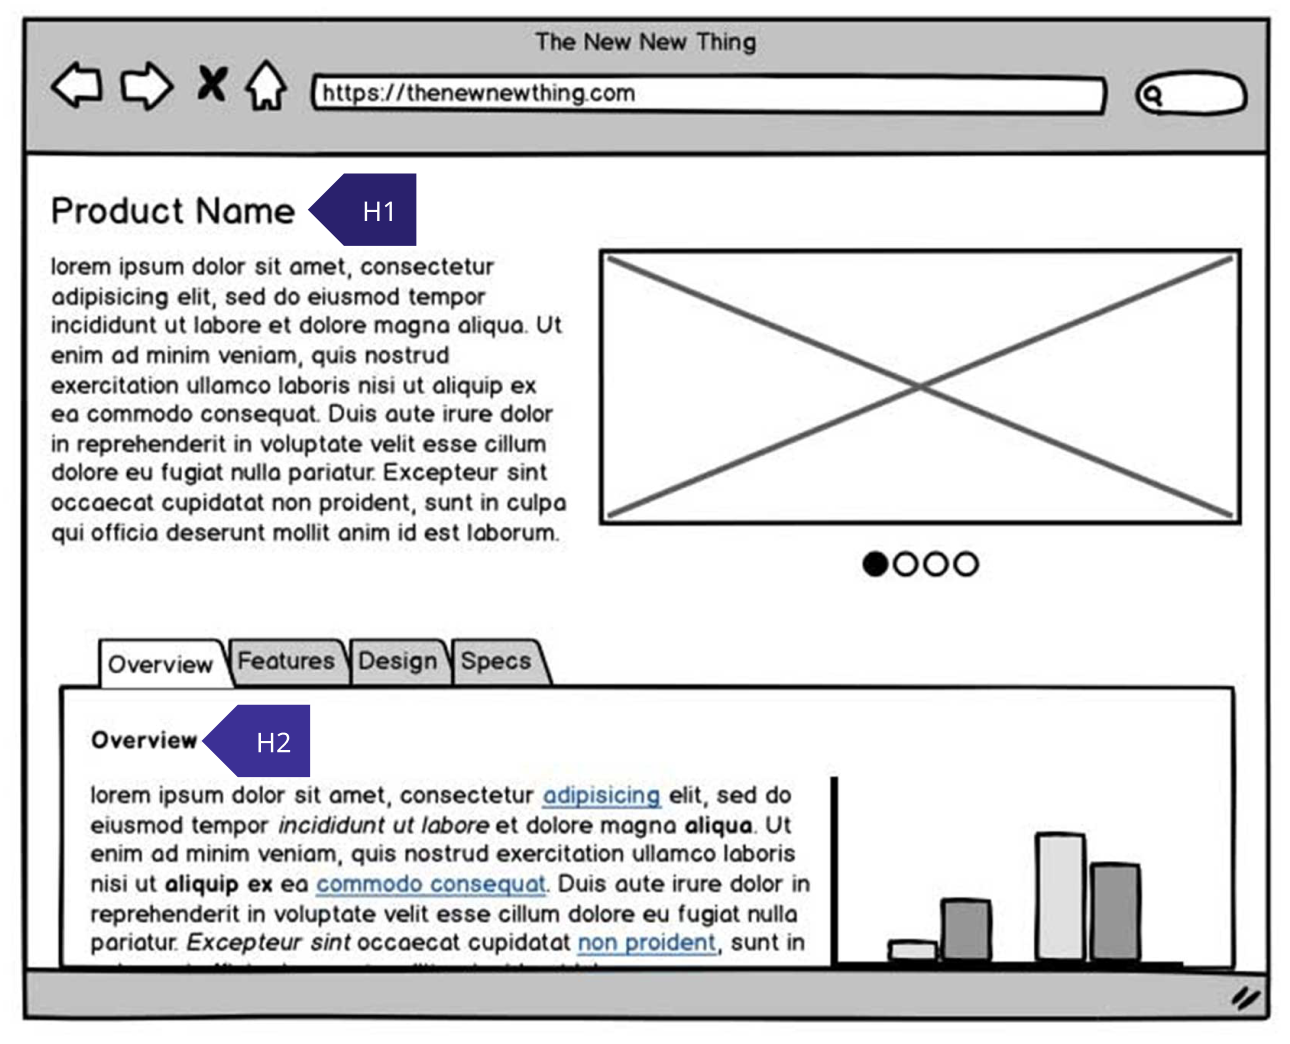 The New New Thing
https://thenewnewthing.com
Product Name
H1
lorem ipsum dolor sit amet, consectetur
adipisicing elit, sed do eiusmod tempor
incididunt ut labore et dolore magna aliqua. Ut
enim ad minim veniam, quis nostrud
exercitation ullamco laboris nisi ut aliquip ex
ea commodo consequat. Duis aute irure dolor
in reprehenderit in voluptate velit esse cillum
dolore eu fugiat nulla pariatur. Excepteur sint
occaecat cupidatat non proident, sunt in culpa
qui officia deserunt mollit anim id est laborum.
Overview Features Design Specs
Overview
H2
lorem ipsum dolor sit amet, consectetur adipisicing elit, sed do
eiusmod tempor incididunt ut labore et dolore magna aliqua. Ut
enim ad minim veniam, quis nostrud exercitation ullamco laboris
nisi ut aliquip ex ea commodo consequat. Duis aute irure dolor in
reprehenderit in voluptate velit esse cillum dolore eu fugiat nulla
pariatur. Excepteur sint occaecat cupidatat non proident, sunt in